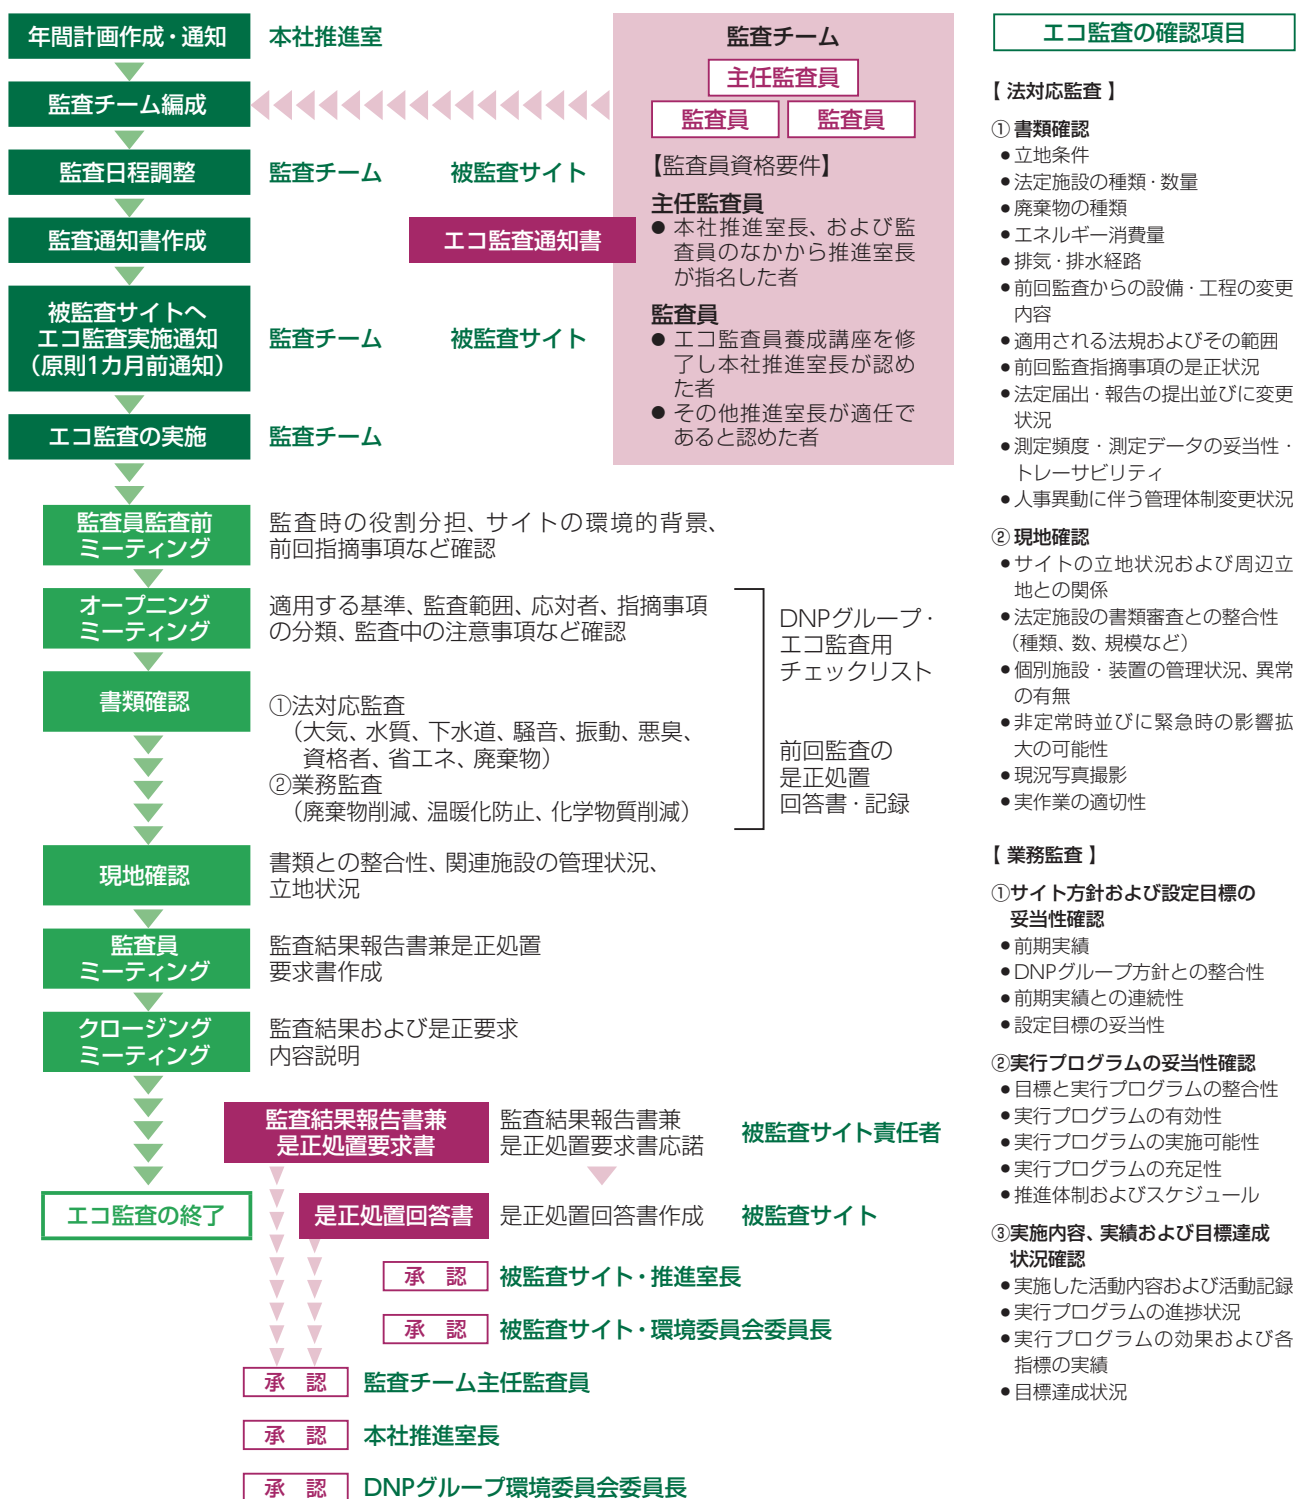 年間計画作成・通知
本社推進室
監査チーム編成
監査日程調整
監査チーム
被監査サイト
監査通知書作成
エコ監査通知書
被監査サイトへ
エコ監査実施通知
（原則1カ月前通知）
監査チーム
被監査サイト
エコ監査の実施
監査チーム
監査チーム
主任監査員
監査員
監査員
【監査員資格要件】
主任監査員
● 本社推進室長、および監
査員のなかから推進室長
が指名した者
監査員
● エコ監査員養成講座を修
了し本社推進室長が認め
た者
● その他推進室長が適任で
あると認めた者
監査員監査前
ミーティング
監査時の役割分担、サイトの環境的背景、
前回指摘事項など確認
オープニング
ミーティング
適用する基準、監査範囲、応対者、指摘事項
の分類、監査中の注意事項など確認
書類確認
①法対応監査
（大気、水質、下水道、騒音、振動、悪臭、
資格者、省エネ、廃棄物）
②業務監査
（廃棄物削減、温暖化防止、化学物質削減）
DNPグループ・
エコ監査用
チェックリスト
前回監査の
是正処置
回答書・記録
現地確認
書類との整合性、関連施設の管理状況、
立地状況
監査員
ミーティング
監査結果報告書兼是正処置
要求書作成
クロージング
ミーティング
監査結果および是正要求
内容説明
監査結果報告書兼
是正処置要求書
監査結果報告書兼
是正処置要求書応諾
被監査サイト責任者
エコ監査の終了
是正処置回答書
是正処置回答書作成
被監査サイト
承 認
被監査サイト・推進室長
承 認
被監査サイト・環境委員会委員長
承 認
監査チーム主任監査員
承 認
本社推進室長
承 認
DNPグループ環境委員会委員長
エコ監査の確認項目
【 法対応監査 】
① 書類確認
●立地条件
●法定施設の種類・数量
●廃棄物の種類
●エネルギー消費量
●排気・排水経路
●前回監査からの設備・工程の変更
内容
●適用される法規およびその範囲
●前回監査指摘事項の是正状況
●法定届出・報告の提出並びに変更
状況
●測定頻度・測定データの妥当性・
トレーサビリティ
●人事異動に伴う管理体制変更状況
② 現地確認
●サイトの立地状況および周辺立
地との関係
●法定施設の書類審査との整合性
（種類、数、規模など）
●個別施設・装置の管理状況、異常
の有無
●非定常時並びに緊急時の影響拡
大の可能性
●現況写真撮影
●実作業の適切性
【 業務監査 】
①サイト方針および設定目標の
妥当性確認
●前期実績
●DNPグループ方針との整合性
●前期実績との連続性
●設定目標の妥当性
②実行プログラムの妥当性確認
●目標と実行プログラムの整合性
●実行プログラムの有効性
●実行プログラムの実施可能性
●実行プログラムの充足性
●推進体制およびスケジュール
③実施内容、実績および目標達成
状況確認
●実施した活動内容および活動記録
●実行プログラムの進捗状況
●実行プログラムの効果および各
指標の実績
●目標達成状況